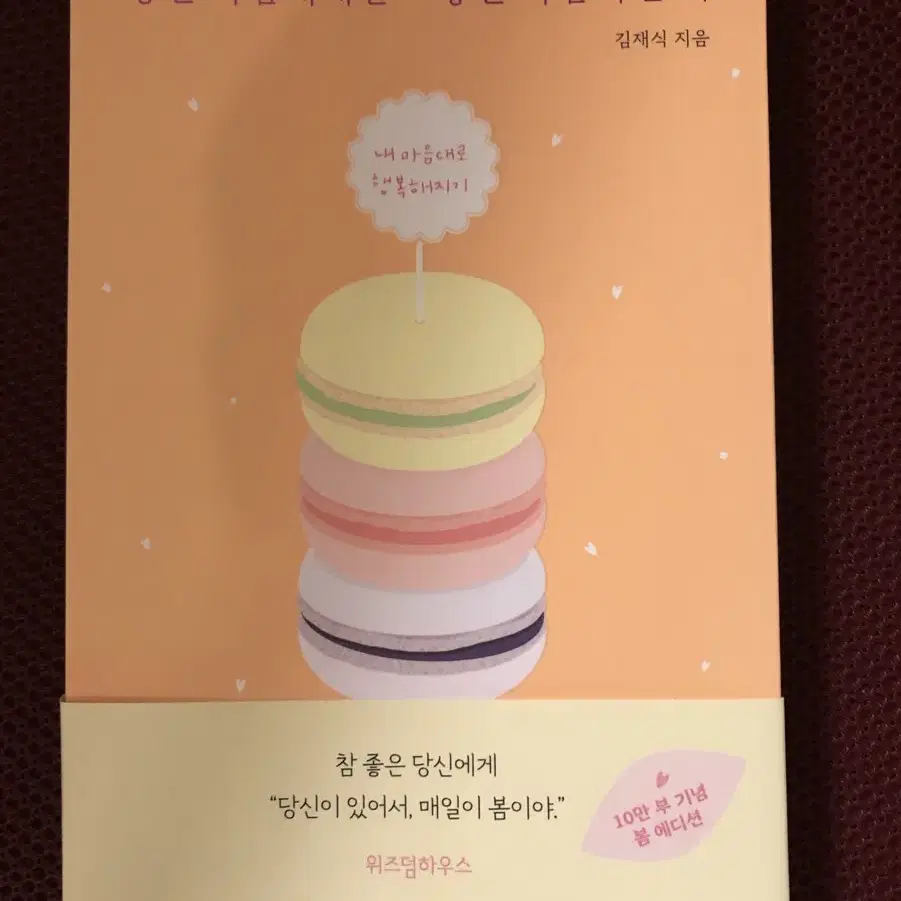 김재식 지음
내 마음대로
행복해지기
참 좋은 당신에게
“당신이 있어서, 매일이 봄이야.”
10만 부 기념
봄 에디션
위즈덤하우스